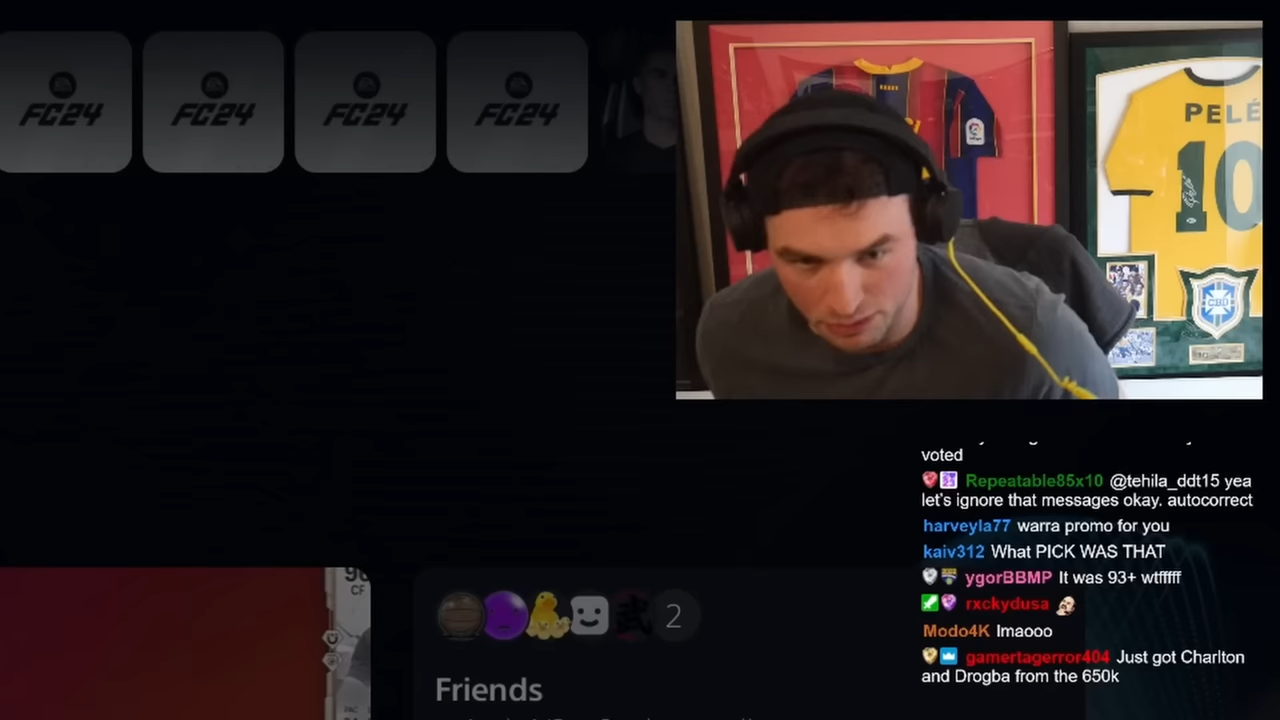 FC24
FC24
FC24
FC24
PELÉ
10
CBD
voted
Repeatable85x10 @tehila_ddt15 yea
let's ignore that messages okay. autocorrect
harveyla77 warra promo for you
kaiv312 What PICK WAS THAT
ygorBBMP It was 93+ wtfffff
rxckydusa
Modo4K lmaooo
gamertagerror404 Just got Charlton
and Drogba from the 650k
CF
2
Friends